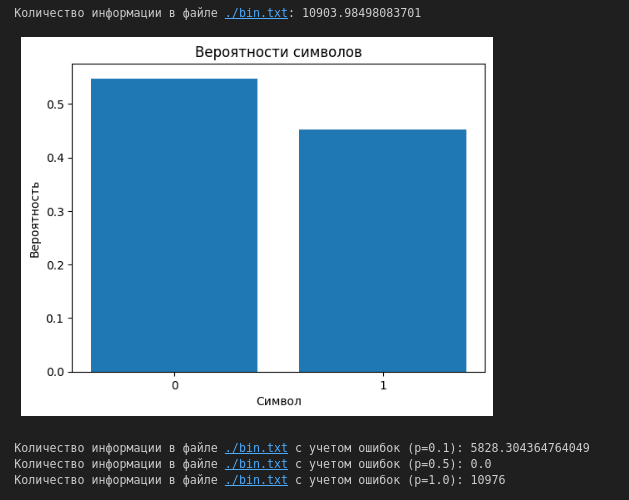 Количество информации в файле ./bin.txt: 10903.98498083701
Вероятности символов
Вероятность
0.5
0.4
0.3
0.2
0.1
0.0
0 1
Символ
Количество информации в файле ./bin.txt с учетом ошибок (p=0.1): 5828.304364764049
Количество информации в файле ./bin.txt с учетом ошибок (p=0.5): 0.0
Количество информации в файле ./bin.txt с учетом ошибок (p=1.0): 10976